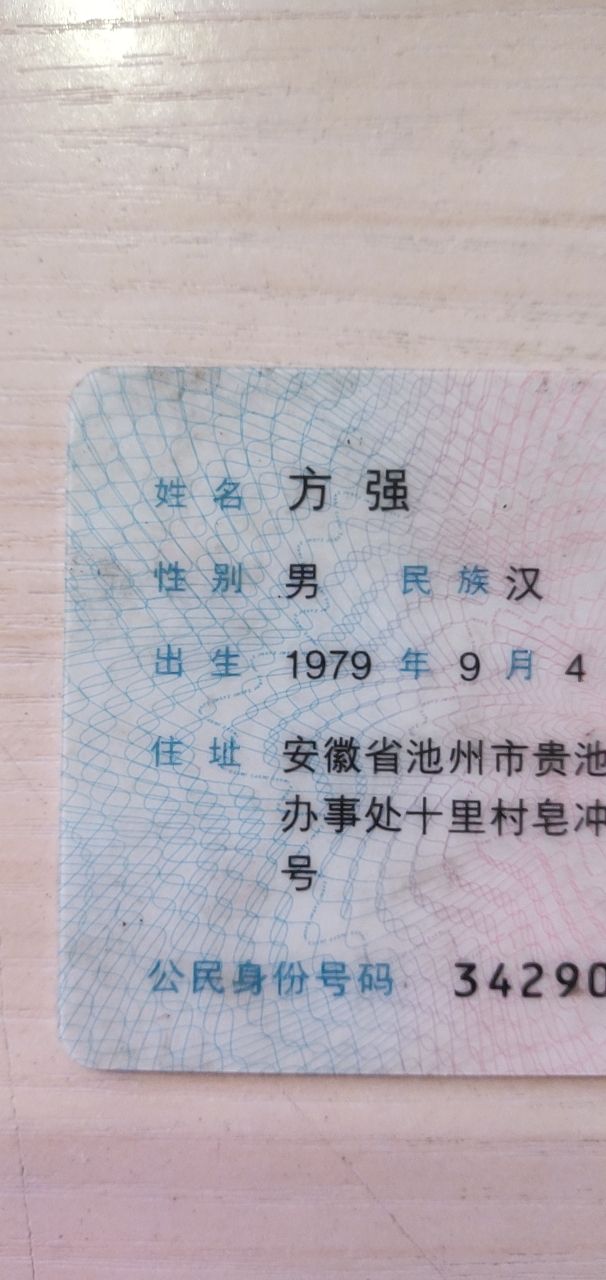 姓名 方强
性别 男 民族 汉
出生 1979 年 9 月 4
住址 安徽省池州市贵池
办事处十里村皂冲
号
公民身份号码 34290